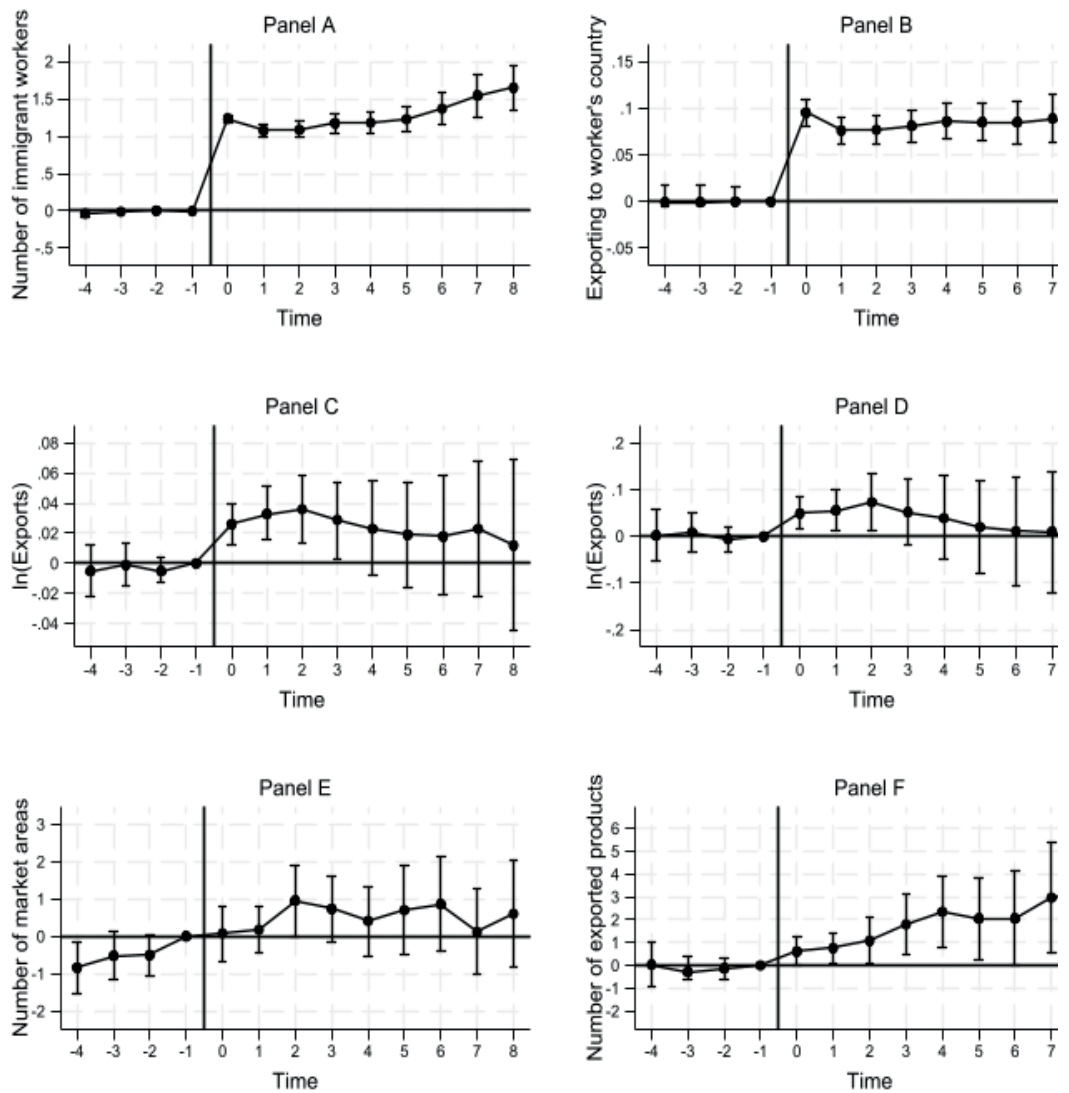 Panel A
Number of immigrant workers
2
1.5
1
.5
0
-.5
-4 -3 -2 -1 0 1 2 3 4 5 6 7 8
Time
Panel B
Exporting to worker's country
.15
.1
.05
0
-.05
-4 -3 -2 -1 0 1 2 3 4 5 6 7
Time
Panel C
ln(Exports)
.08
.06
.04
.02
0
-.02
-.04
-4 -3 -2 -1 0 1 2 3 4 5 6 7 8
Time
Panel D
ln(Exports)
.2
.1
0
-.1
-.2
-4 -3 -2 -1 0 1 2 3 4 5 6 7
Time
Panel E
Number of market areas
3
2
1
0
-1
-2
-4 -3 -2 -1 0 1 2 3 4 5 6 7 8
Time
Panel F
Number of exported products
6
5
4
3
2
1
0
-1
-2
-4 -3 -2 -1 0 1 2 3 4 5 6 7
Time